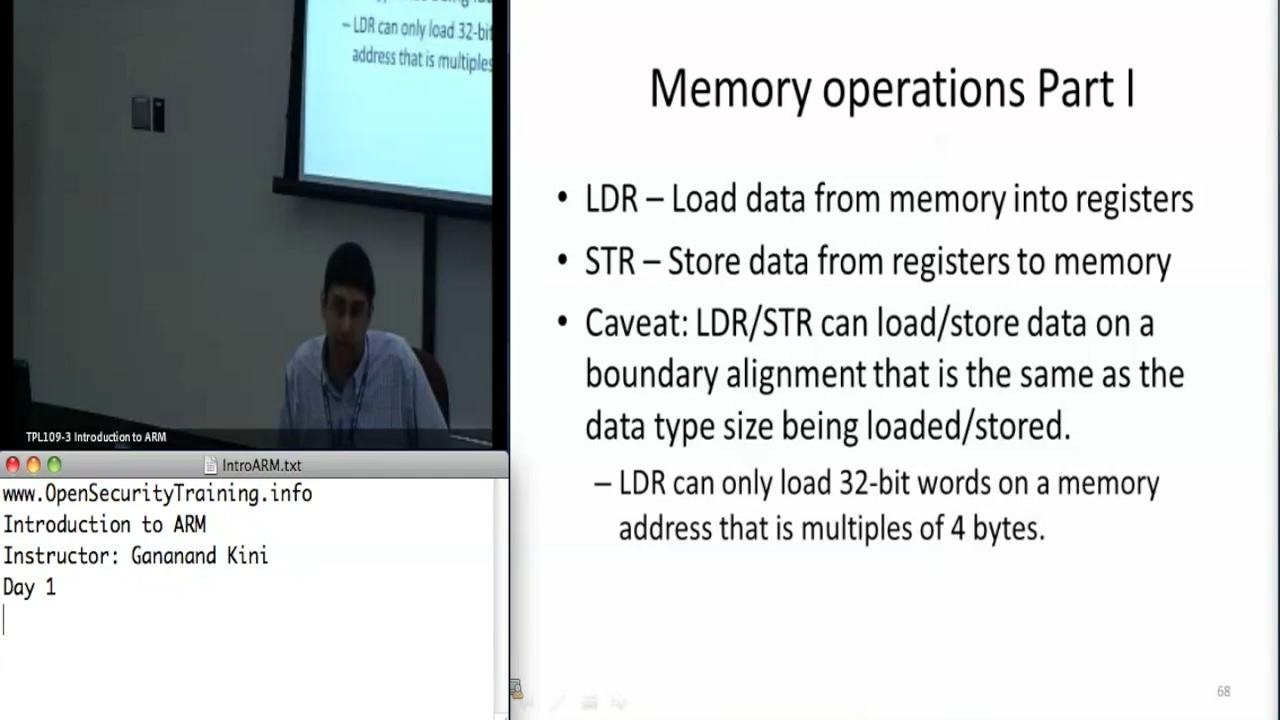 – LDR can only load 32-bi
address that is multiples
TPL109-3 Introduction to ARM
IntroARM.txt
www.OpenSecurityTraining.info
Introduction to ARM
Instructor: Gananand Kini
Day 1
Memory operations Part I
• LDR – Load data from memory into registers
• STR – Store data from registers to memory
• Caveat: LDR/STR can load/store data on a
boundary alignment that is the same as the
data type size being loaded/stored.
– LDR can only load 32-bit words on a memory
address that is multiples of 4 bytes.
68